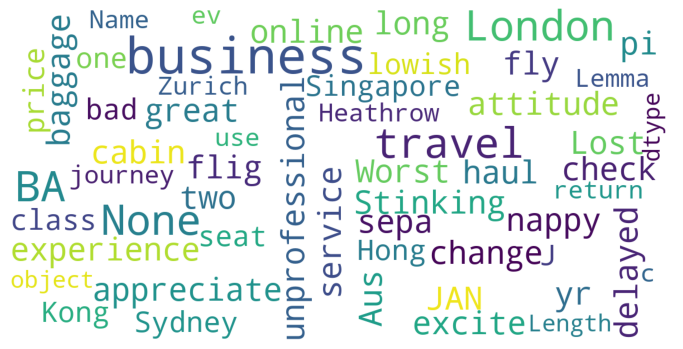 Name
ev
online
long
London
pi
price
baggage
one
business
lowish
fly
Zurich
Singapore
Lemma
bad
great
unprofessional
Heathrow
attitude
dtype
cabin
use
travel
Lost
BA
journey
flig
Worst
haul
check
class
None
two
service
Stinking
return
experience
seat
sepa
nappy
delayed
Hong
change
J
object
appreciate
Aus
JAN
yr
c
Kong
Sydney
excite
Length